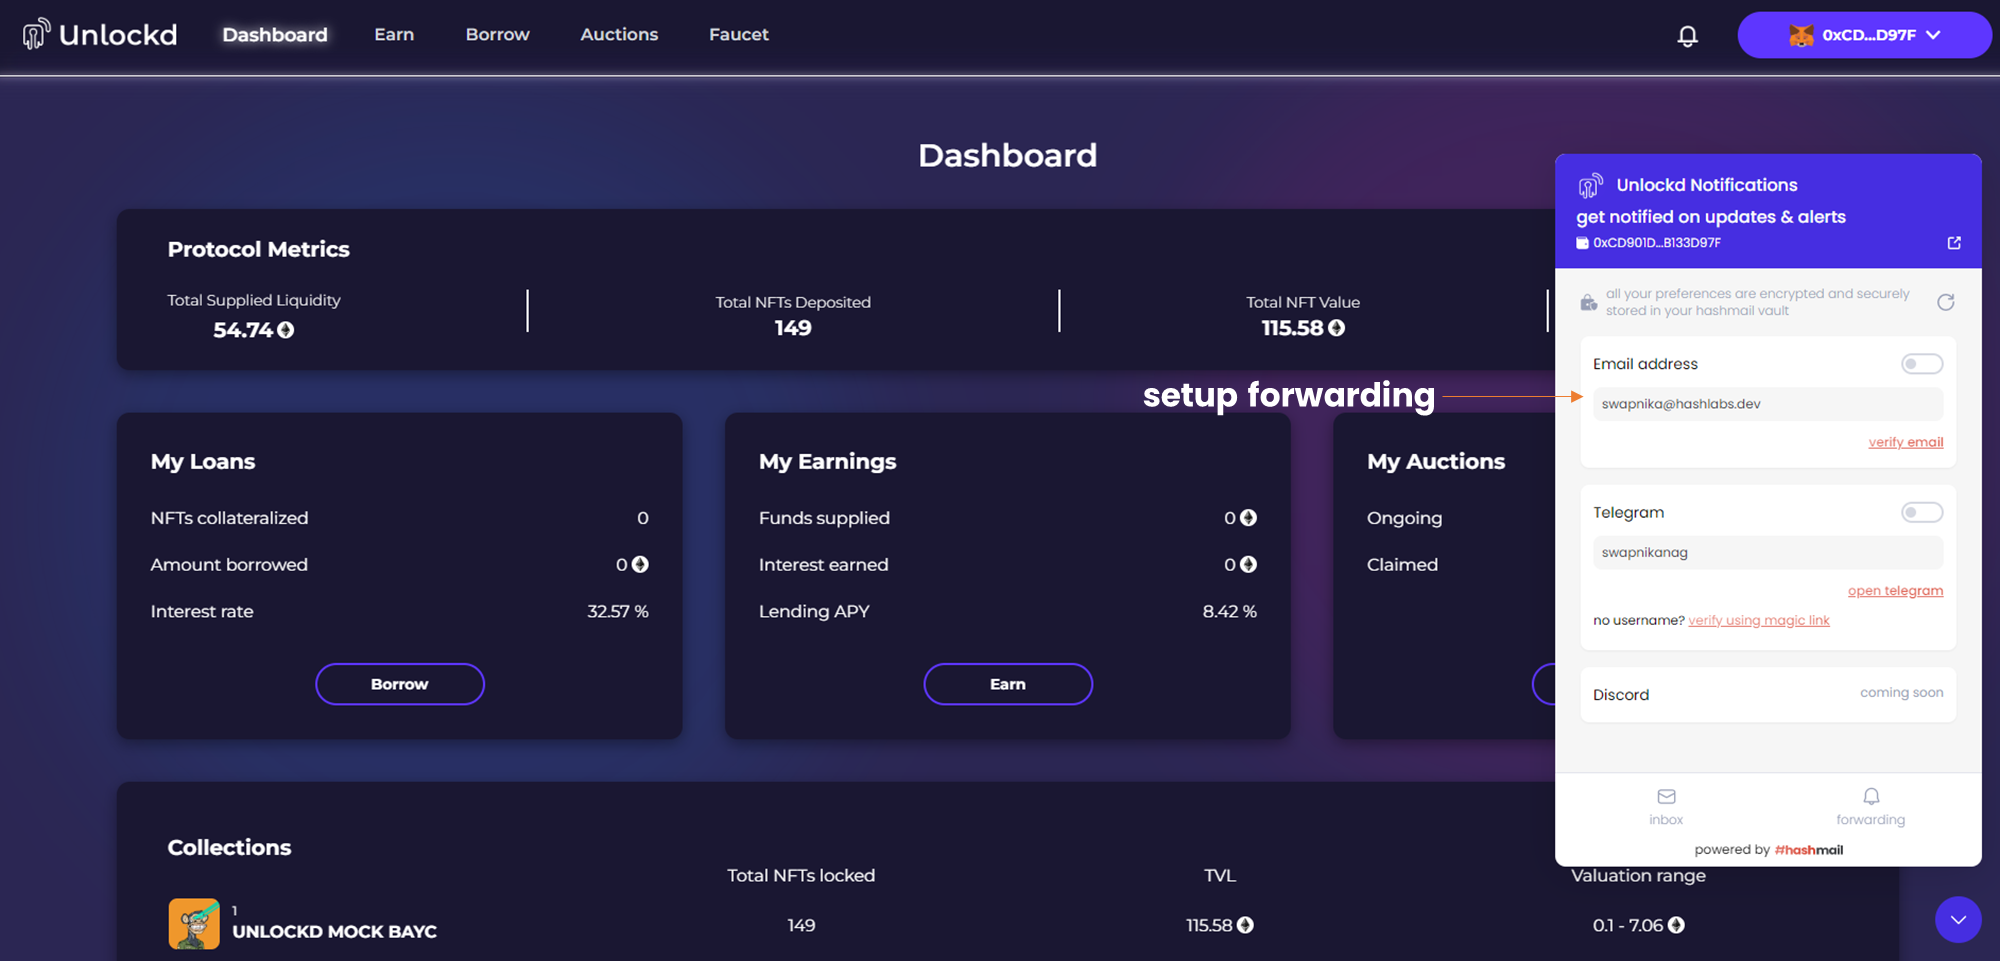 Unlockd
Dashboard
Earn
Borrow
Auctions
Faucet
0xCD...D97F
Dashboard
Protocol Metrics
Total Supplied Liquidity
54.74
Total NFTs Deposited
149
Total NFT Value
115.58
setup forwarding
My Loans
NFTs collateralized 0
Amount borrowed 0
Interest rate 32.57 %
Borrow
My Earnings
Funds supplied 0
Interest earned 0
Lending APY 8.42 %
Earn
My Auctions
Ongoing
Claimed
Collections
Total NFTs locked
TVL
Valuation range
1
UNLOCKD MOCK BAYC
149
115.58
0.1 - 7.06
Unlockd Notifications
get notified on updates & alerts
0xCD901D...B133D97F
all your preferences are encrypted and securely
stored in your hashmail vault
Email address
swapnika@hashlabs.dev
verify email
Telegram
swapnikanag
open telegram
no username? verify using magic link
Discord
coming soon
inbox
forwarding
powered by #hashmail